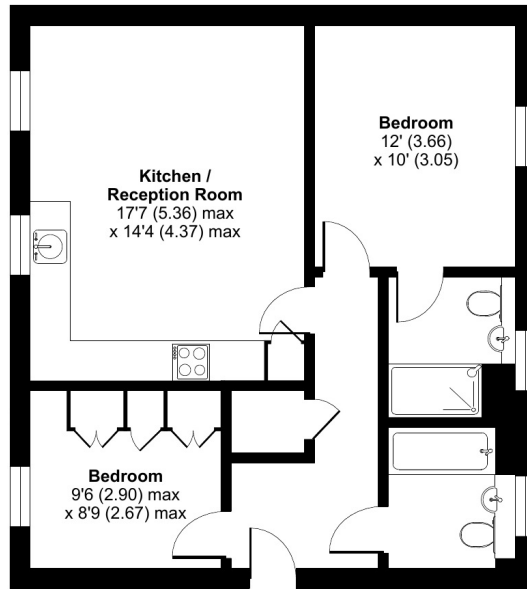 Bedroom
12' (3.66)
x 10' (3.05)
Kitchen /
Reception Room
17'7 (5.36) max
x 14'4 (4.37) max
Bedroom
9'6 (2.90) max
x 8'9 (2.67) max